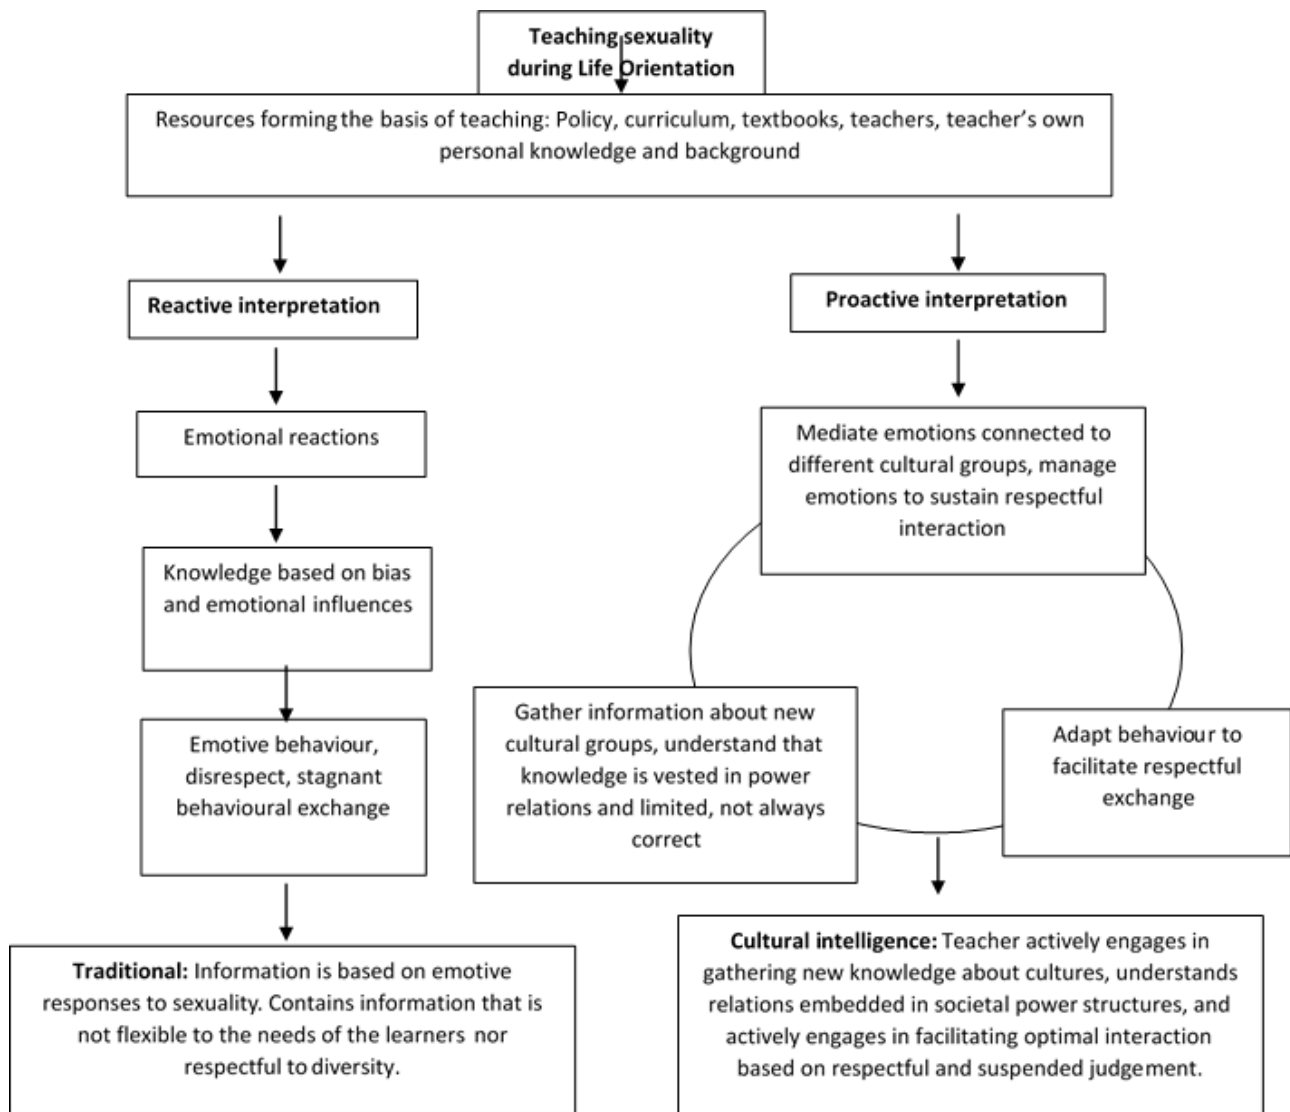 Teaching sexuality
during Life Orientation
Resources forming the basis of teaching: Policy, curriculum, textbooks, teachers, teacher’s own
personal knowledge and background
Reactive interpretation
Emotional reactions
Knowledge based on bias
and emotional influences
Emotive behaviour,
disrespect, stagnant
behavioural exchange
Traditional: Information is based on emotive
responses to sexuality. Contains information that is
not flexible to the needs of the learners nor
respectful to diversity.
Proactive interpretation
Mediate emotions connected to
different cultural groups, manage
emotions to sustain respectful
interaction
Gather information about new
cultural groups, understand that
knowledge is vested in power
relations and limited, not always
correct
Adapt behaviour to
facilitate respectful
exchange
Cultural intelligence: Teacher actively engages in
gathering new knowledge about cultures, understands
relations embedded in societal power structures, and
actively engages in facilitating optimal interaction
based on respectful and suspended judgement.